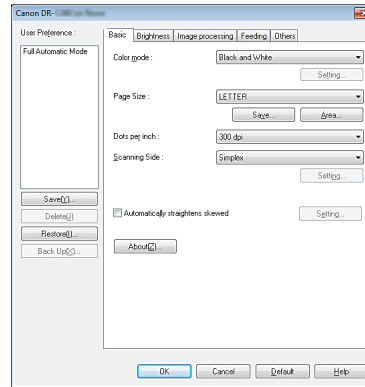 Canon DR-
User Preference :
Full Automatic Mode
Save(Y)...
Delete(J)
Restore(I)...
Back Up(X)...
Basic Brightness Image processing Feeding Others
Color mode : Black and White
Setting...
Page Size : LETTER
Save... Area...
Dots per inch : 300 dpi
Scanning Side : Simplex
Setting...
Automatically straightens skewed Setting...
About(Z)...
OK Cancel Default Help